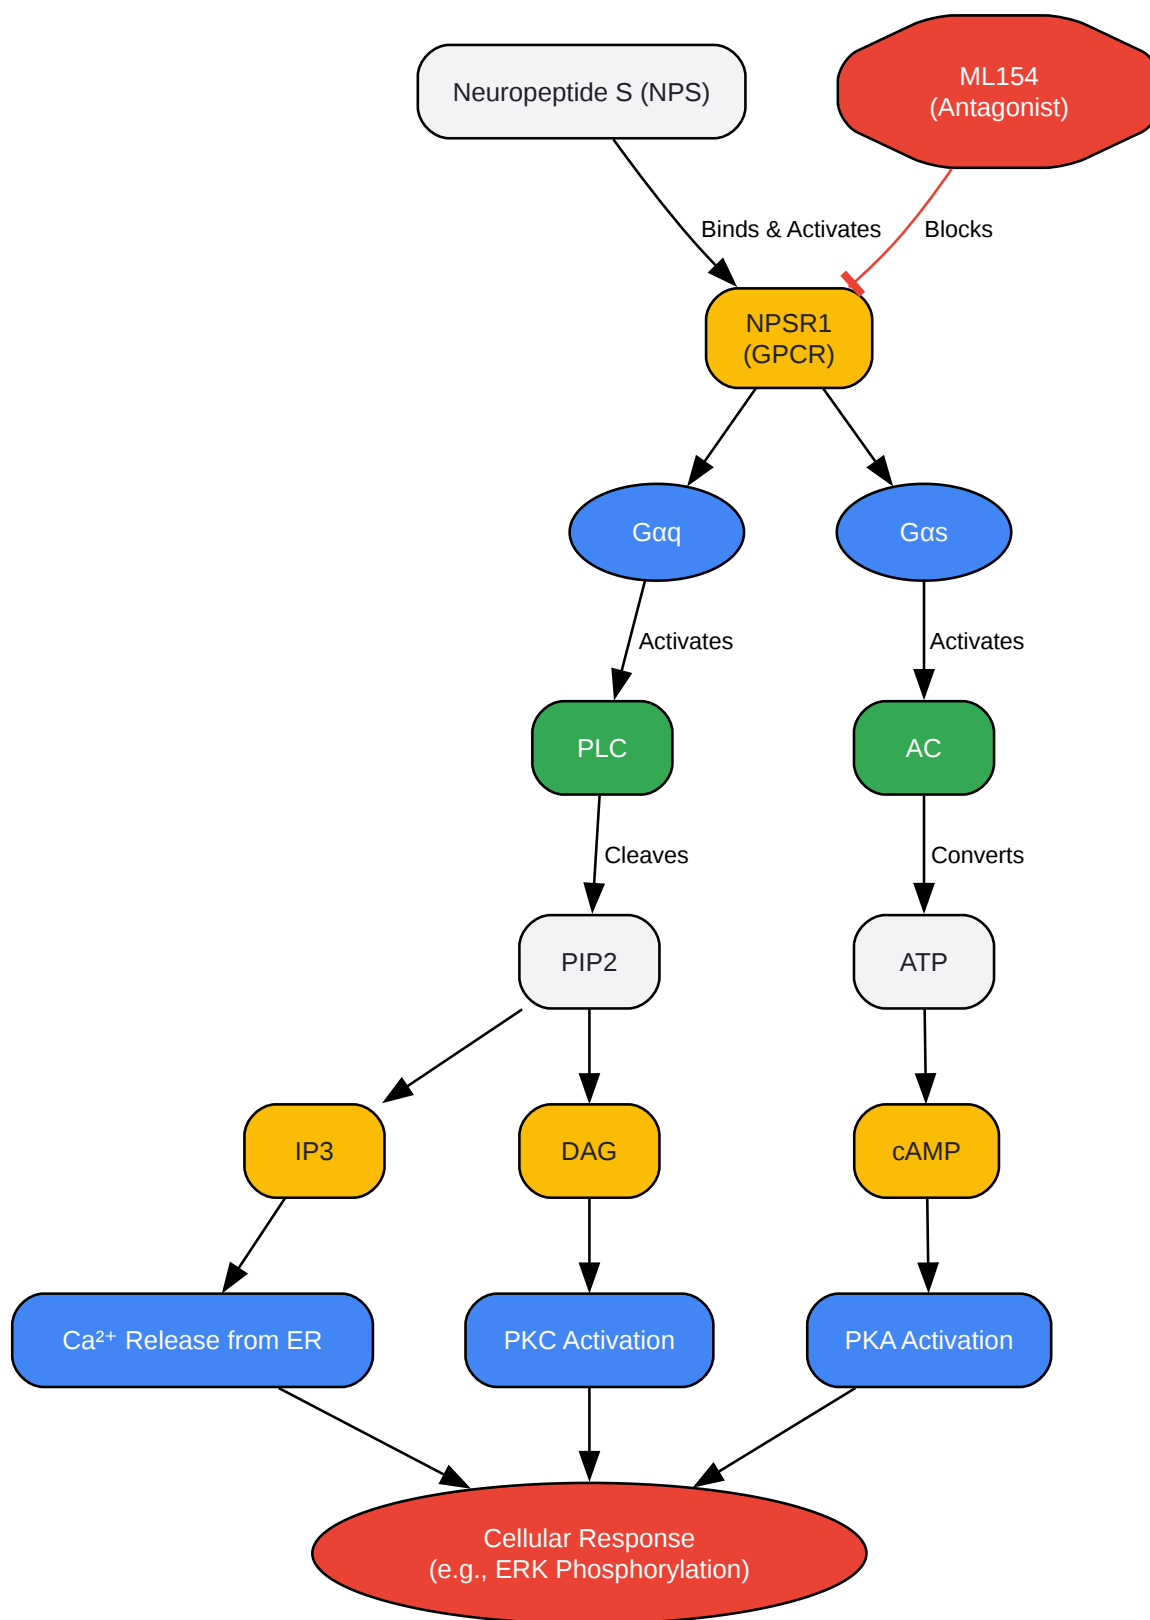 Neuropeptide S (NPS)
ML154
(Antagonist)
Binds & Activates
Blocks
NPSR1
(GPCR)
Gαq
Gαs
Activates
Activates
PLC
AC
Cleaves
Converts
PIP2
ATP
IP3
DAG
cAMP
Ca²⁺ Release from ER
PKC Activation
PKA Activation
Cellular Response
(e.g., ERK Phosphorylation)